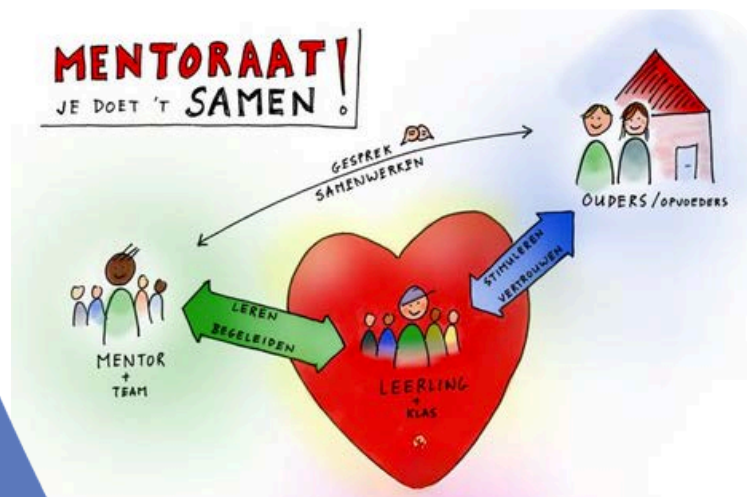 MENTORAAT!
JE DOET 'T SAMEN
GESPREK
SAMENWERKEN
OUDERS/OPVOEDERS
STIMULEREN
VERTROUWEN
LEREN
BEGELEIDEN
MENTOR
+
TEAM
LEERLING
+
KLAS